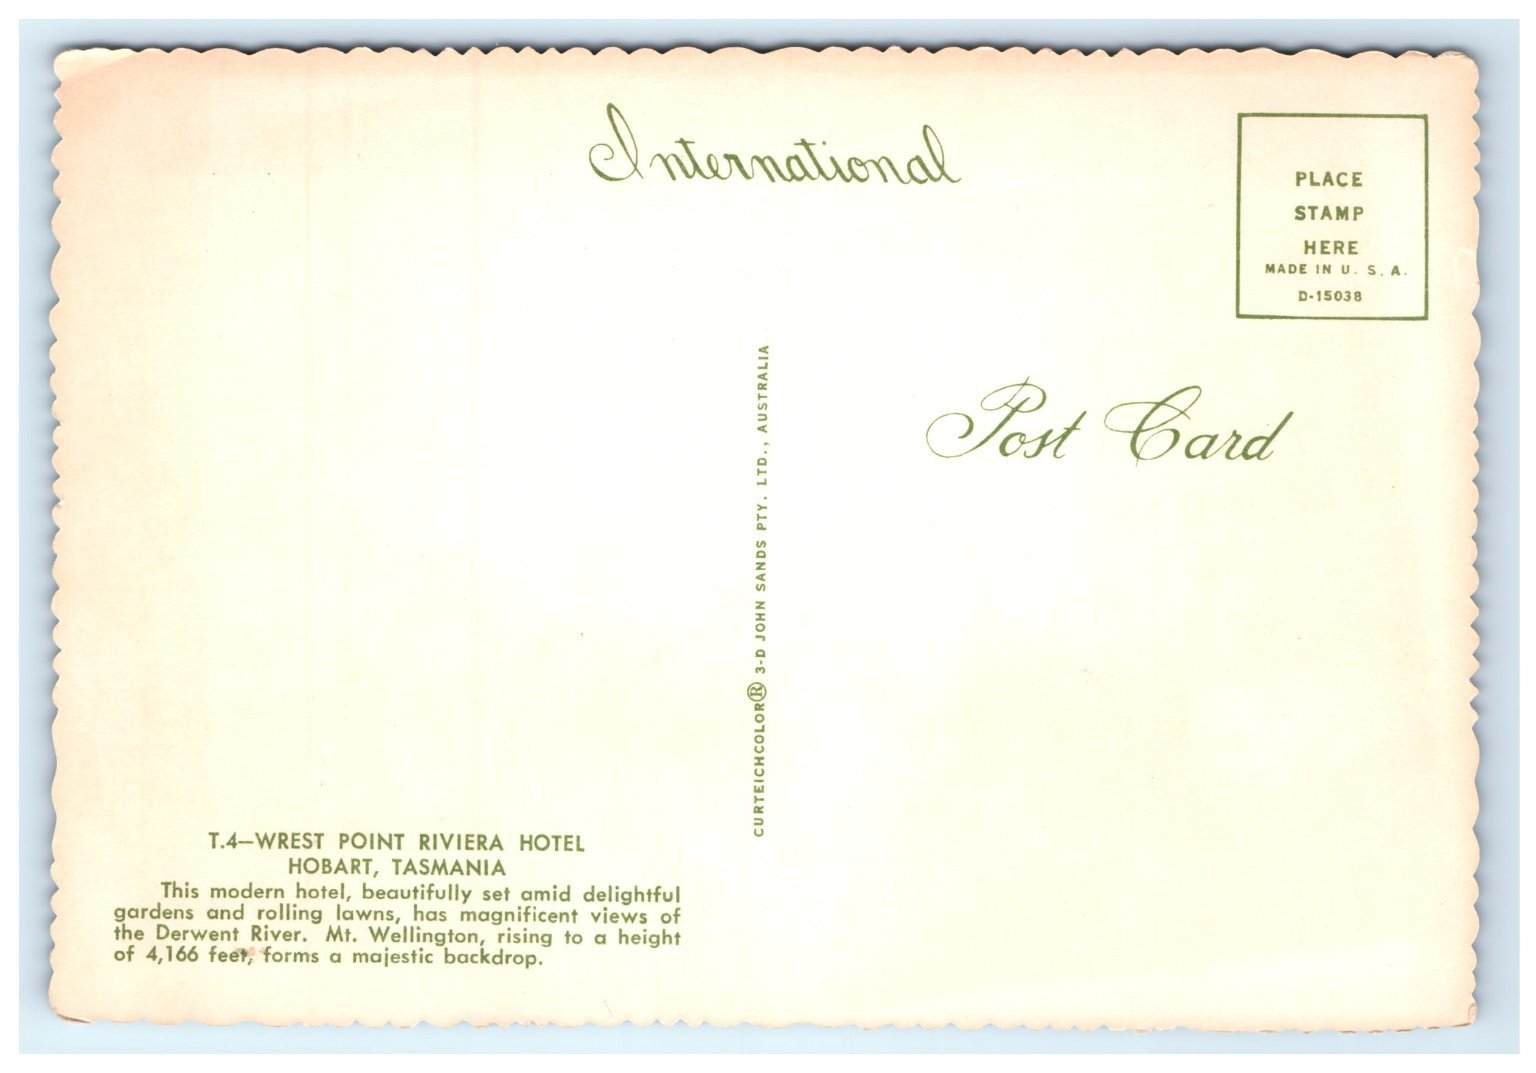 International
PLACE
STAMP
HERE
MADE IN U. S. A.
D-15038
Post Card
CURTEICHCOLOR® 3-D JOHN SANDS PTY. LTD., AUSTRALIA
T.4—WREST POINT RIVIERA HOTEL
HOBART, TASMANIA
This modern hotel, beautifully set amid delightful
gardens and rolling lawns, has magnificent views of
the Derwent River. Mt. Wellington, rising to a height
of 4,166 feet, forms a majestic backdrop.